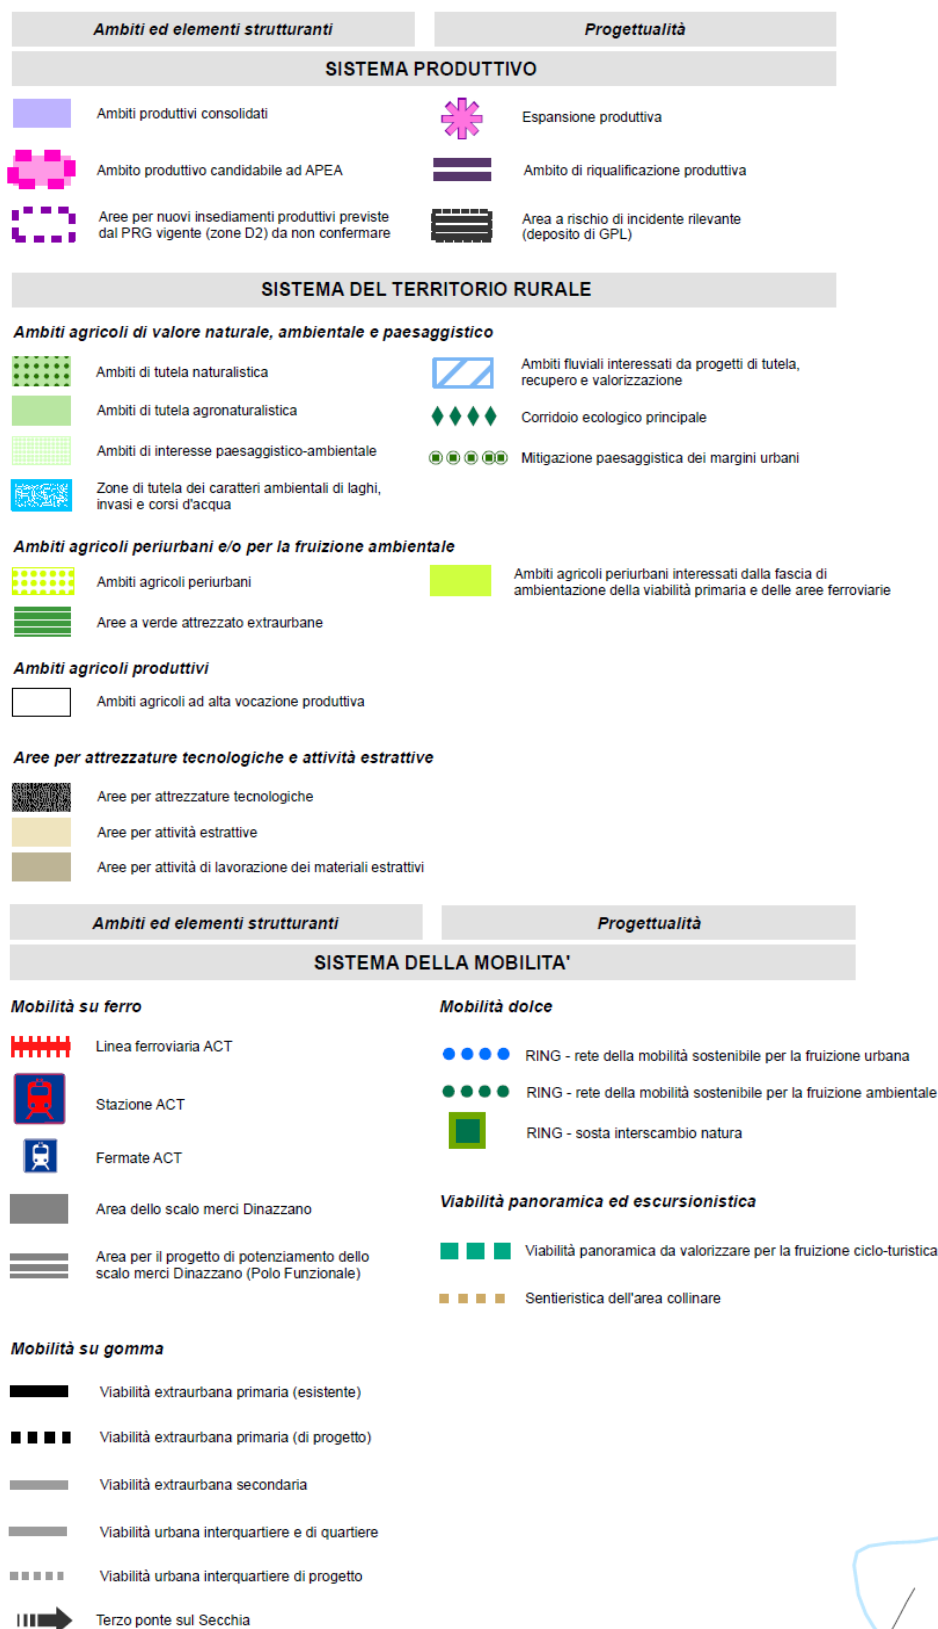 Ambiti ed elementi strutturanti
Progettualità
SISTEMA PRODUTTIVO
Ambiti produttivi consolidati
Espansione produttiva
Ambito produttivo candidabile ad APEA
Ambito di riqualificazione produttiva
Aree per nuovi insediamenti produttivi previste
dal PRG vigente (zone D2) da non confermare
Area a rischio di incidente rilevante
(deposito di GPL)
SISTEMA DEL TERRITORIO RURALE
Ambiti agricoli di valore naturale, ambientale e paesaggistico
Ambiti di tutela naturalistica
Ambiti fluviali interessati da progetti di tutela,
recupero e valorizzazione
Ambiti di tutela agronaturalistica
Corridoio ecologico principale
Ambiti di interesse paesaggistico-ambientale
Mitigazione paesaggistica dei margini urbani
Zone di tutela dei caratteri ambientali di laghi,
invasi e corsi d'acqua
Ambiti agricoli periurbani e/o per la fruizione ambientale
Ambiti agricoli periurbani
Ambiti agricoli periurbani interessati dalla fascia di
ambientazione della viabilità primaria e delle aree ferroviarie
Aree a verde attrezzato extraurbane
Ambiti agricoli produttivi
Ambiti agricoli ad alta vocazione produttiva
Aree per attrezzature tecnologiche e attività estrattive
Aree per attrezzature tecnologiche
Aree per attività estrattive
Aree per attività di lavorazione dei materiali estrattivi
Ambiti ed elementi strutturanti
Progettualità
SISTEMA DELLA MOBILITA'
Mobilità su ferro
Mobilità dolce
Linea ferroviaria ACT
RING - rete della mobilità sostenibile per la fruizione urbana
Stazione ACT
RING - rete della mobilità sostenibile per la fruizione ambientale
RING - sosta interscambio natura
Fermate ACT
Area dello scalo merci Dinazzano
Viabilità panoramica ed escursionistica
Area per il progetto di potenziamento dello
scalo merci Dinazzano (Polo Funzionale)
Viabilità panoramica da valorizzare per la fruizione ciclo-turistica
Sentieristica dell'area collinare
Mobilità su gomma
Viabilità extraurbana primaria (esistente)
Viabilità extraurbana primaria (di progetto)
Viabilità extraurbana secondaria
Viabilità urbana interquartiere e di quartiere
Viabilità urbana interquartiere di progetto
Terzo ponte sul Secchia